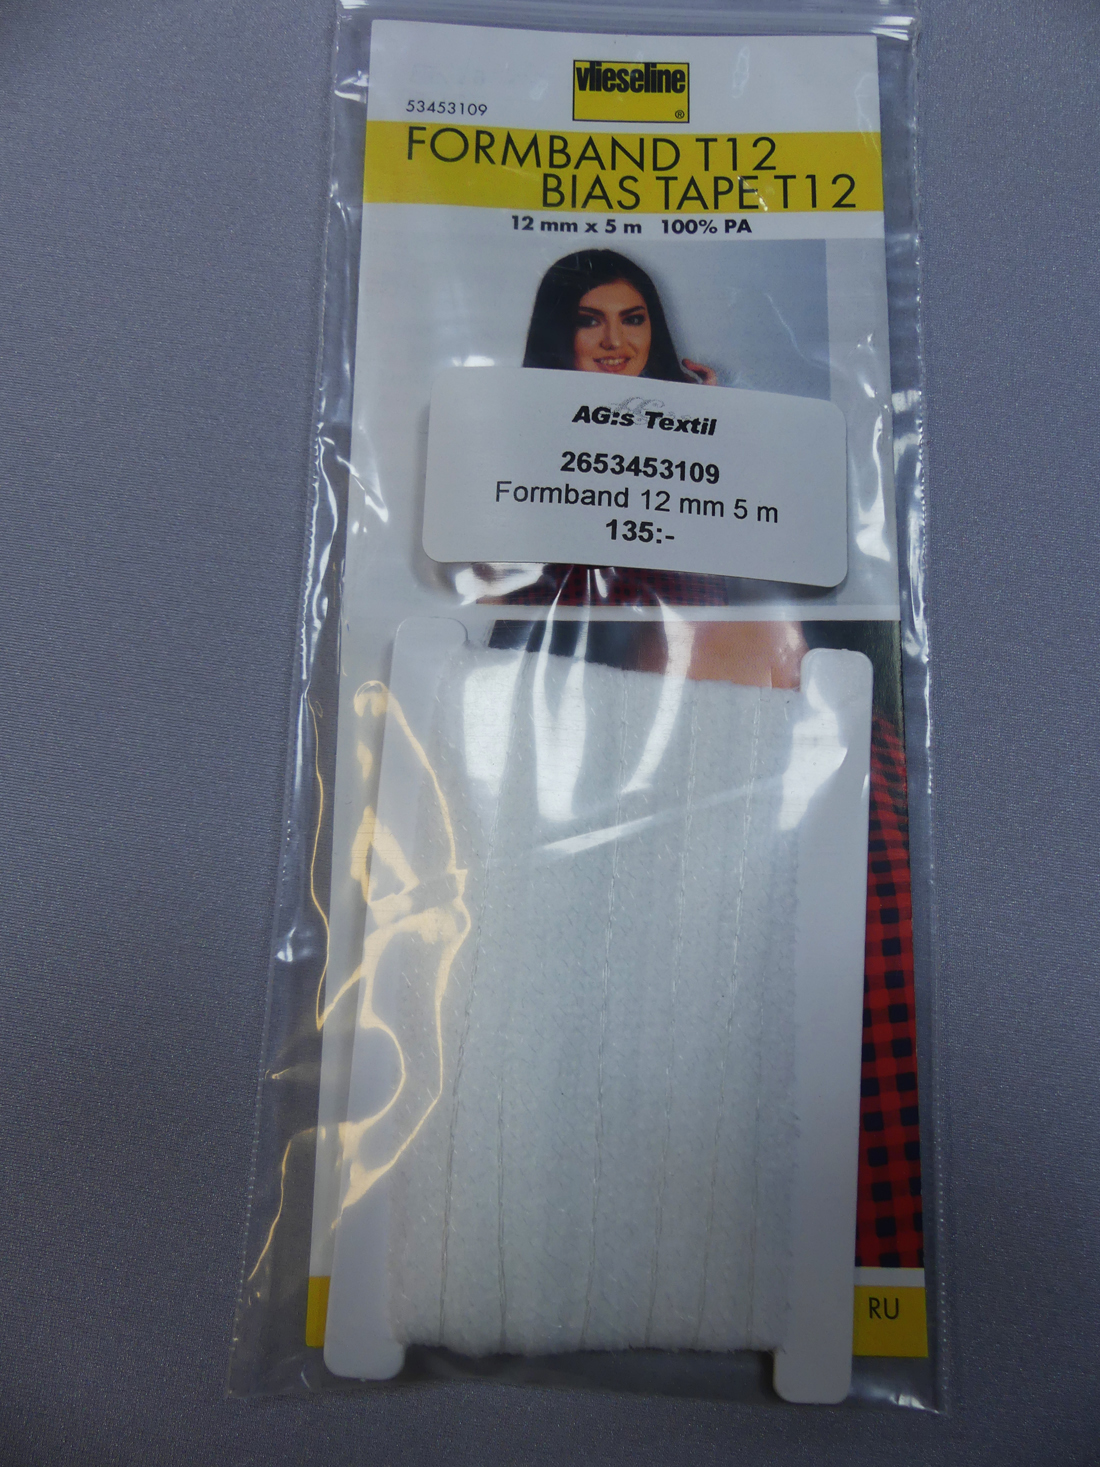 vlieseline
®
53453109
FORMBAND T12
BIAS TAPE T12
12 mm x 5 m 100% PA
AG:s Textil
2653453109
Formband 12 mm 5 m
135:-
RU